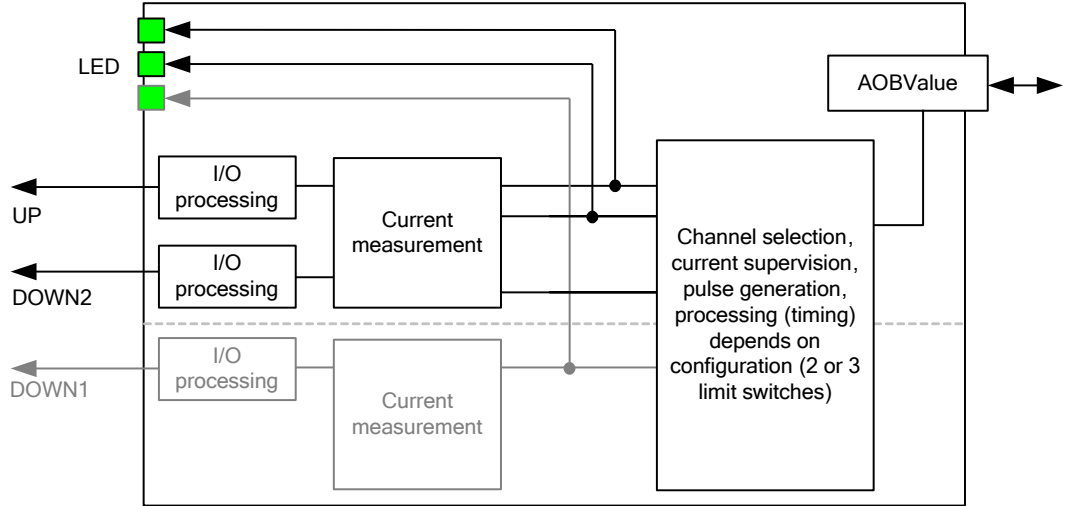 LED
AOBValue
I/O
processing
UP
Current
measurement
I/O
processing
DOWN2
Channel selection,
current supervision,
pulse generation,
processing (timing)
depends on
configuration (2 or 3
limit switches)
I/O
processing
DOWN1
Current
measurement